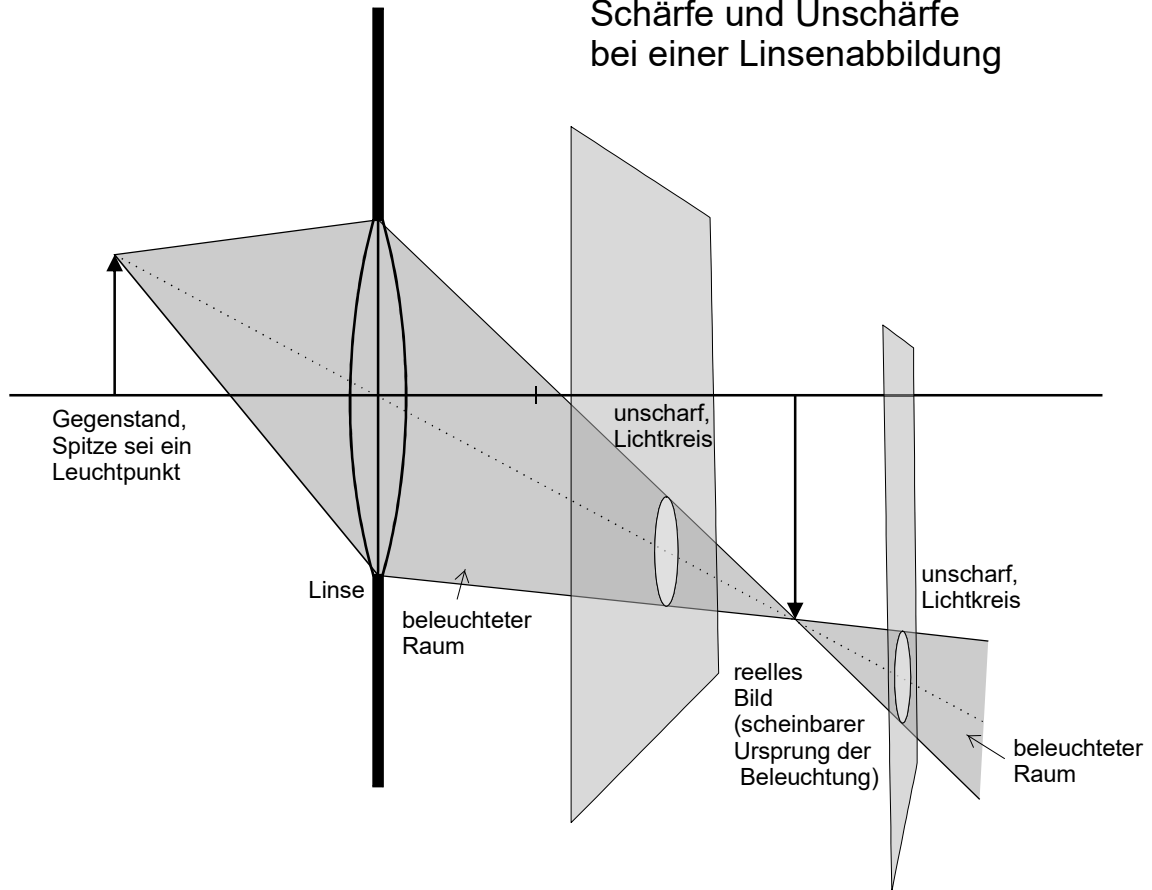 Schärfe und Unschärfe
bei einer Linsenabbildung
Gegenstand,
Spitze sei ein
Leuchtpunkt
unscharf,
Lichtkreis
Linse
beleuchteter
Raum
unscharf,
Lichtkreis
reelles
Bild
(scheinbarer
Ursprung der
Beleuchtung)
beleuchteter
Raum